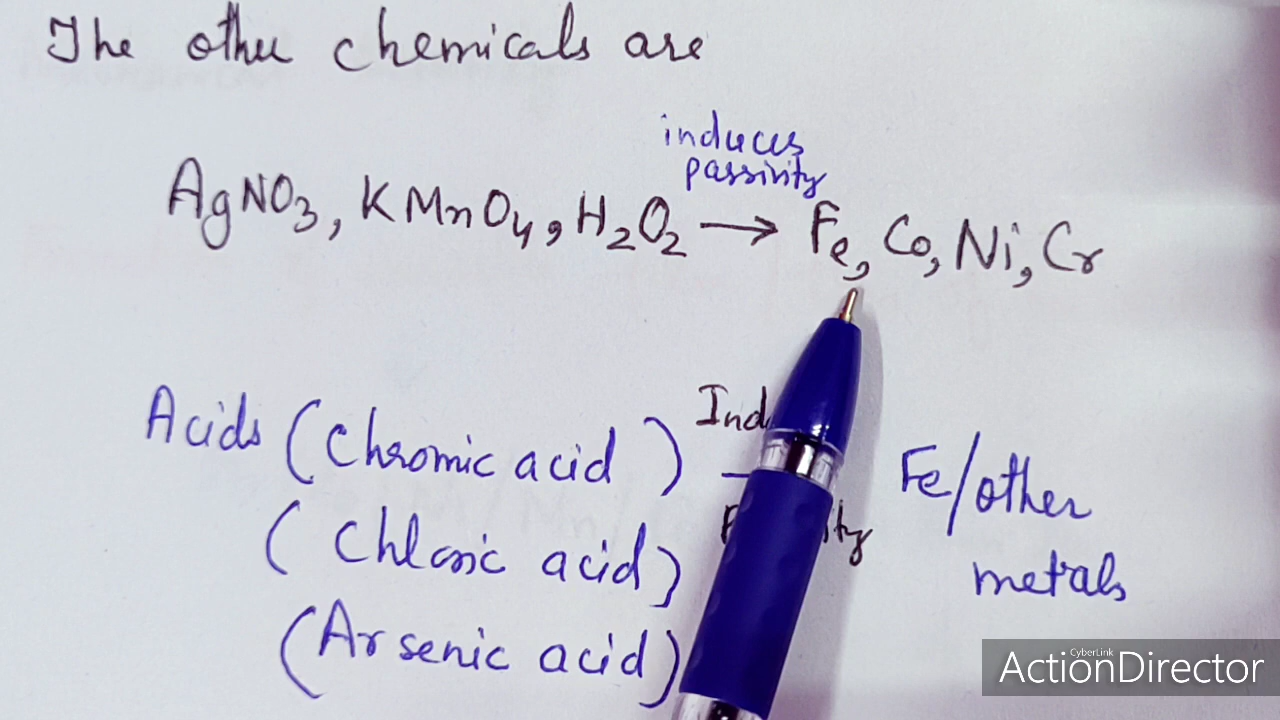 The other chemicals are
induces
passivity
AgNO3, KMnO4, H2O2 → Fe, Co, Ni, Cr
Acids (Chromic acid)
Fe/other
metals
(Chloric acid)
(Arsenic acid)
CyberLink
ActionDirector